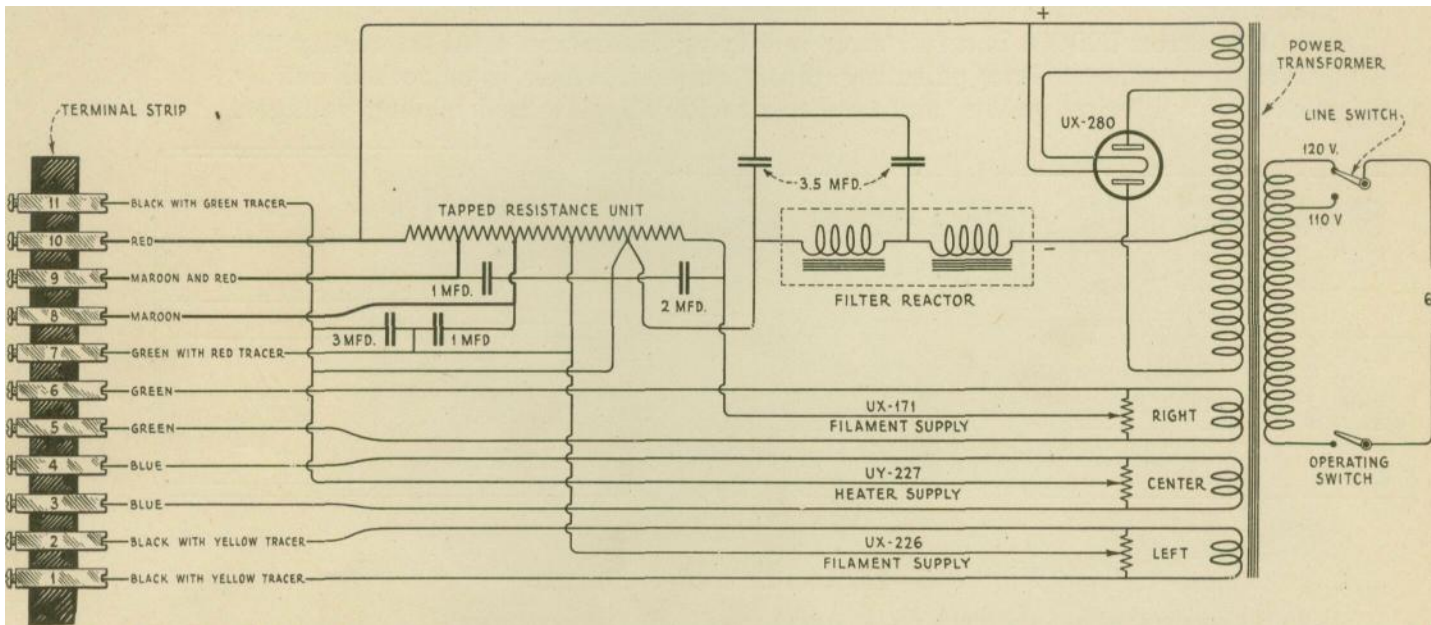 +
POWER
TRANSFORMER
TERMINAL STRIP
UX-280
LINE SWITCH
120 V.
110 V
3.5 MFD.
11 BLACK WITH GREEN TRACER
TAPPED RESISTANCE UNIT
10 RED
-
9 MAROON AND RED
1 MFD.
2 MFD.
FILTER REACTOR
8 MAROON
3 MFD.
1 MFD
7 GREEN WITH RED TRACER
6 GREEN
UX-171
FILAMENT SUPPLY
RIGHT
5 GREEN
4 BLUE
UY-227
HEATER SUPPLY
CENTER
OPERATING
SWITCH
3 BLUE
2 BLACK WITH YELLOW TRACER
UX-226
FILAMENT SUPPLY
LEFT
1 BLACK WITH YELLOW TRACER